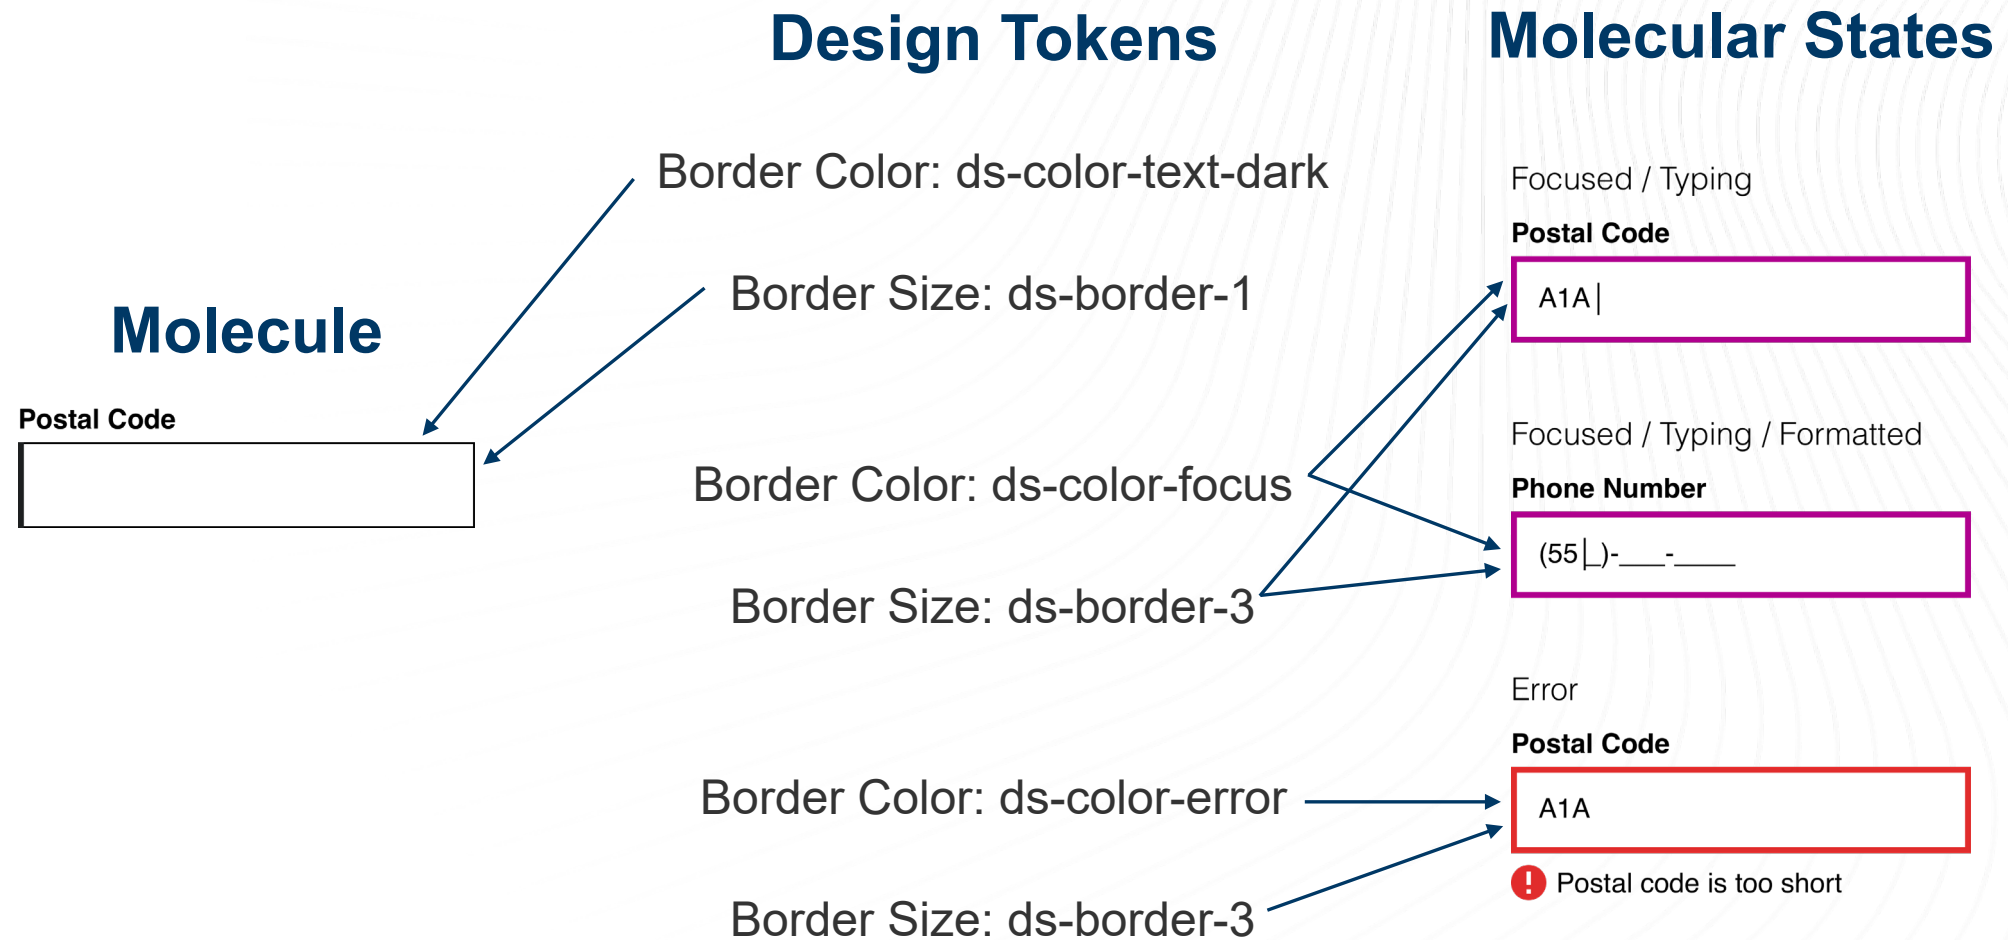 Design Tokens
Molecular States
Molecule
Postal Code
Border Color: ds-color-text-dark
Border Size: ds-border-1
Border Color: ds-color-focus
Border Size: ds-border-3
Border Color: ds-color-error
Border Size: ds-border-3
Focused / Typing
Postal Code
A1A|
Focused / Typing / Formatted
Phone Number
(55|_)-___-____
Error
Postal Code
A1A
! Postal code is too short